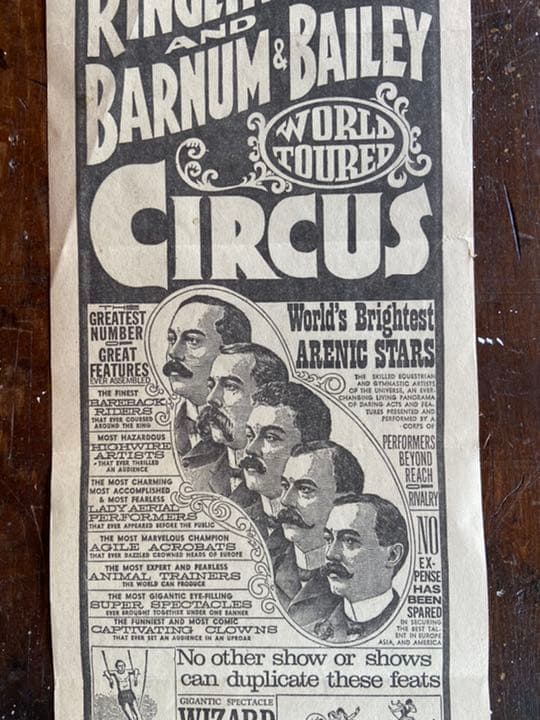 AND
BARNUM & BAILEY
WORLD
TOURED
CIRCUS
THE
GREATEST
NUMBER
OF
GREAT
FEATURES
EVER ASSEMBLED
THE FINEST
BAREBACK
RIDERS
THAT EVER COURSED
AROUND THE RING
MOST HAZARDOUS
HIGHWIRE
ARTISTS
THAT EVER THRILLED
AN AUDIENCE
THE MOST CHARMING
MOST ACCOMPLISHED
& MOST FEARLESS
LADY AERIAL
PERFORMERS
THAT EVER APPEARED BEFORE THE PUBLIC
THE MOST MARVELOUS CHAMPION
AGILE ACROBATS
THAT EVER DAZZLED CROWNED HEADS OF EUROPE
THE MOST EXPERT AND FEARLESS
ANIMAL TRAINERS
THE WORLD CAN PRODUCE
THE MOST GIGANTIC EYE-FILLING
SUPER SPECTACLES
EVER BROUGHT TOGETHER UNDER ONE BANNER
THE FUNNIEST AND MOST COMIC
CAPTIVATING CLOWNS
THAT EVER SET AN AUDIENCE IN AN UPROAR
World's Brightest
ARENIC STARS
THE SKILLED EQUESTRIAN
AND GYMNASTIC ARTISTS
OF THE UNIVERSE, AN EVER-
CHANGING LIVING PANORAMA
OF DARING ACTS AND FEA-
TURES PRESENTED AND
PERFORMED BY A
CORPS OF
PERFORMERS
BEYOND
REACH
OR
RIVALRY
NO
EX-
PENSE
HAS
BEEN
SPARED
IN SECURING
THE BEST TAL-
ENT IN EUROPE
ASIA, AND AMERICA
No other show or shows
can duplicate these feats
GIGANTIC SPECTACLE
WIZARD